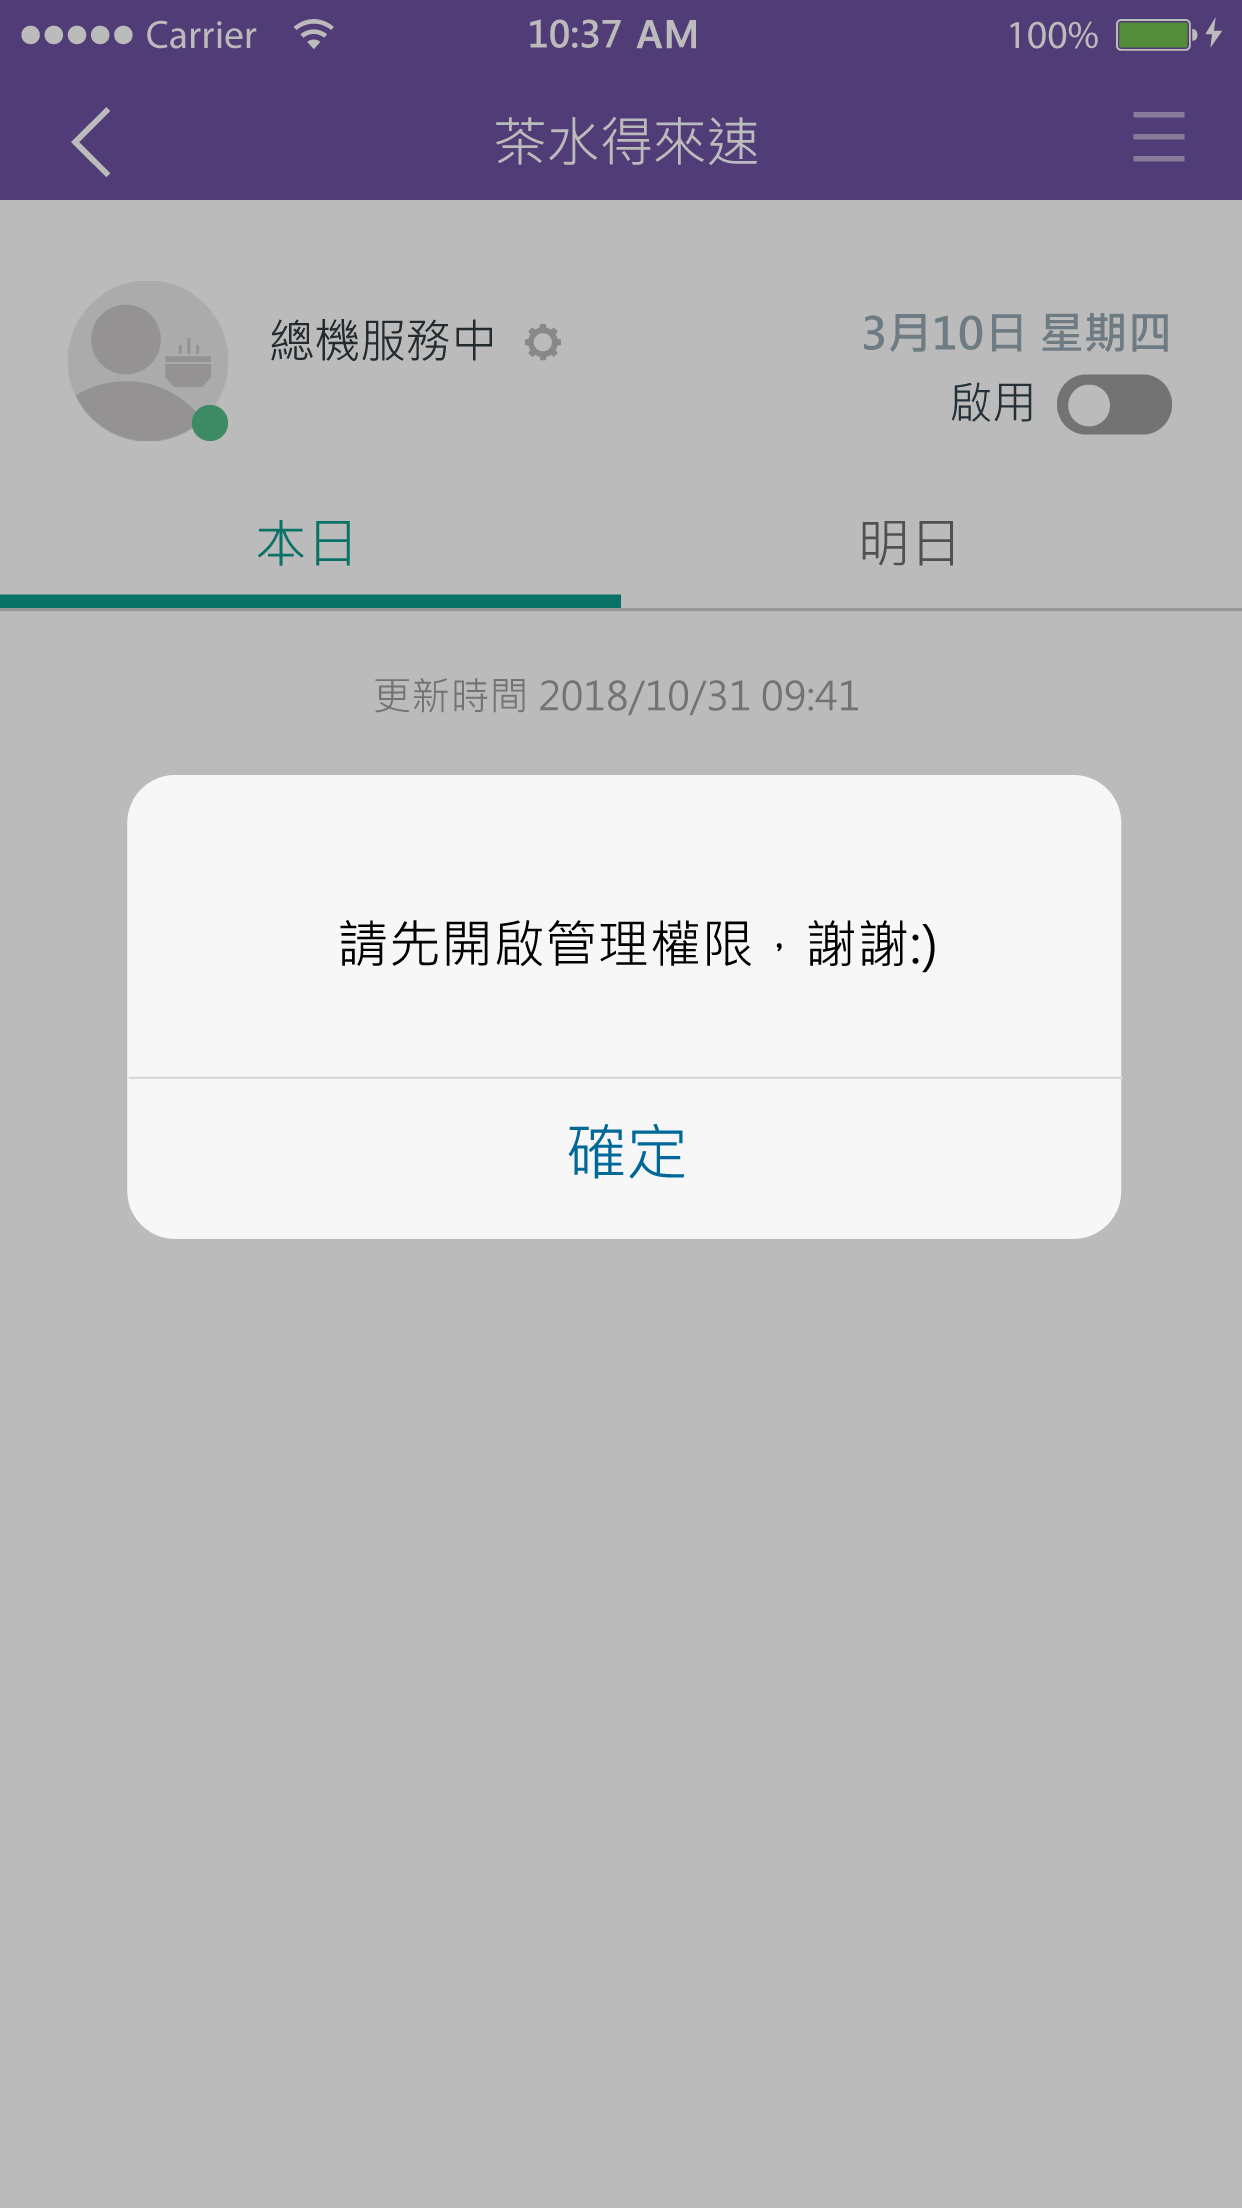 Carrier 10:37 AM 100%
茶水得來速
總機服務中 3月10日 星期四
啟用
本日 明日
更新時間 2018/10/31 09:41
請先開啟管理權限，謝謝:)
確定